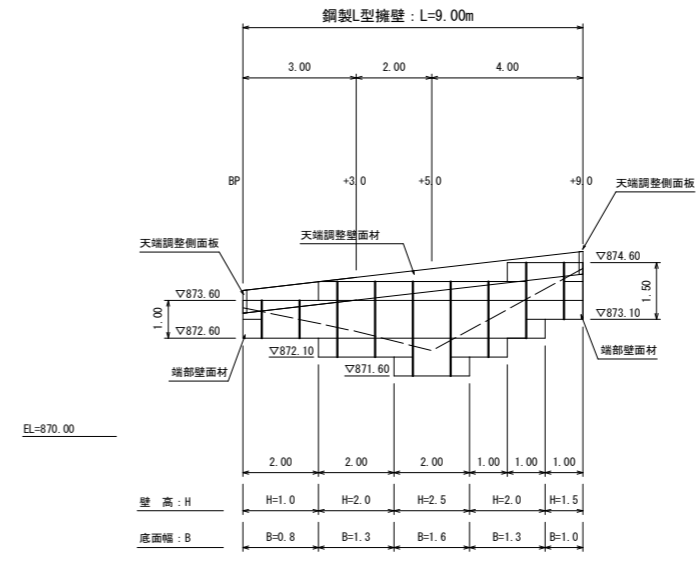 鋼製L型擁壁：L=9.00m
3.00 2.00 4.00
BP +3.0 +5.0 +9.0
天端調整側面板
天端調整壁面材
天端調整側面板
▽874.60
▽873.60
1.00
1.50
▽873.10
▽872.60
▽872.10
端部壁面材
▽871.60
端部壁面材
EL=870.00
2.00 2.00 2.00 1.00 1.00 1.00
壁 高：H H=1.0 H=2.0 H=2.5 H=2.0 H=1.5
底面幅：B B=0.8 B=1.3 B=1.6 B=1.3 B=1.0